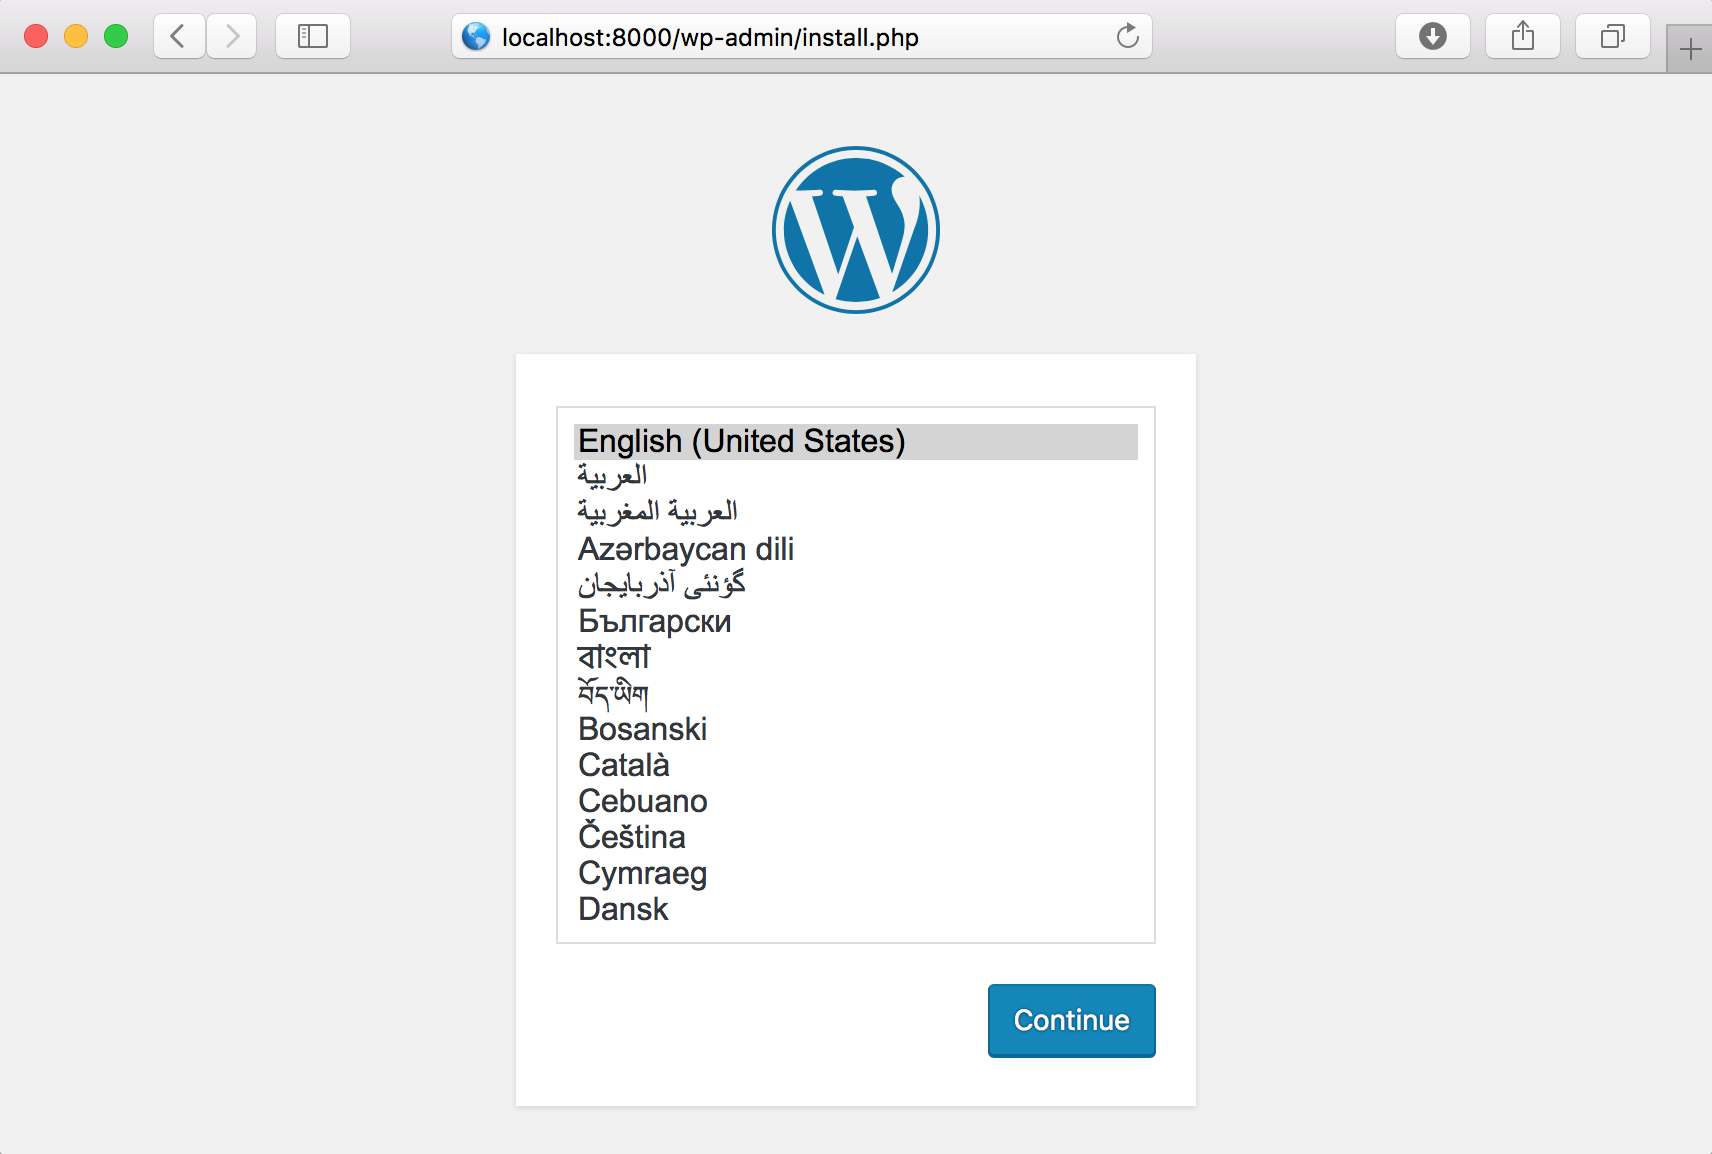 localhost:8000/wp-admin/install.php
English (United States)
العربية
العربية المغربية
Azərbaycan dili
گؤنئی آذربایجان
Български
বাংলা
བོད་ཡིག
Bosanski
Català
Cebuano
Čeština
Cymraeg
Dansk
Continue